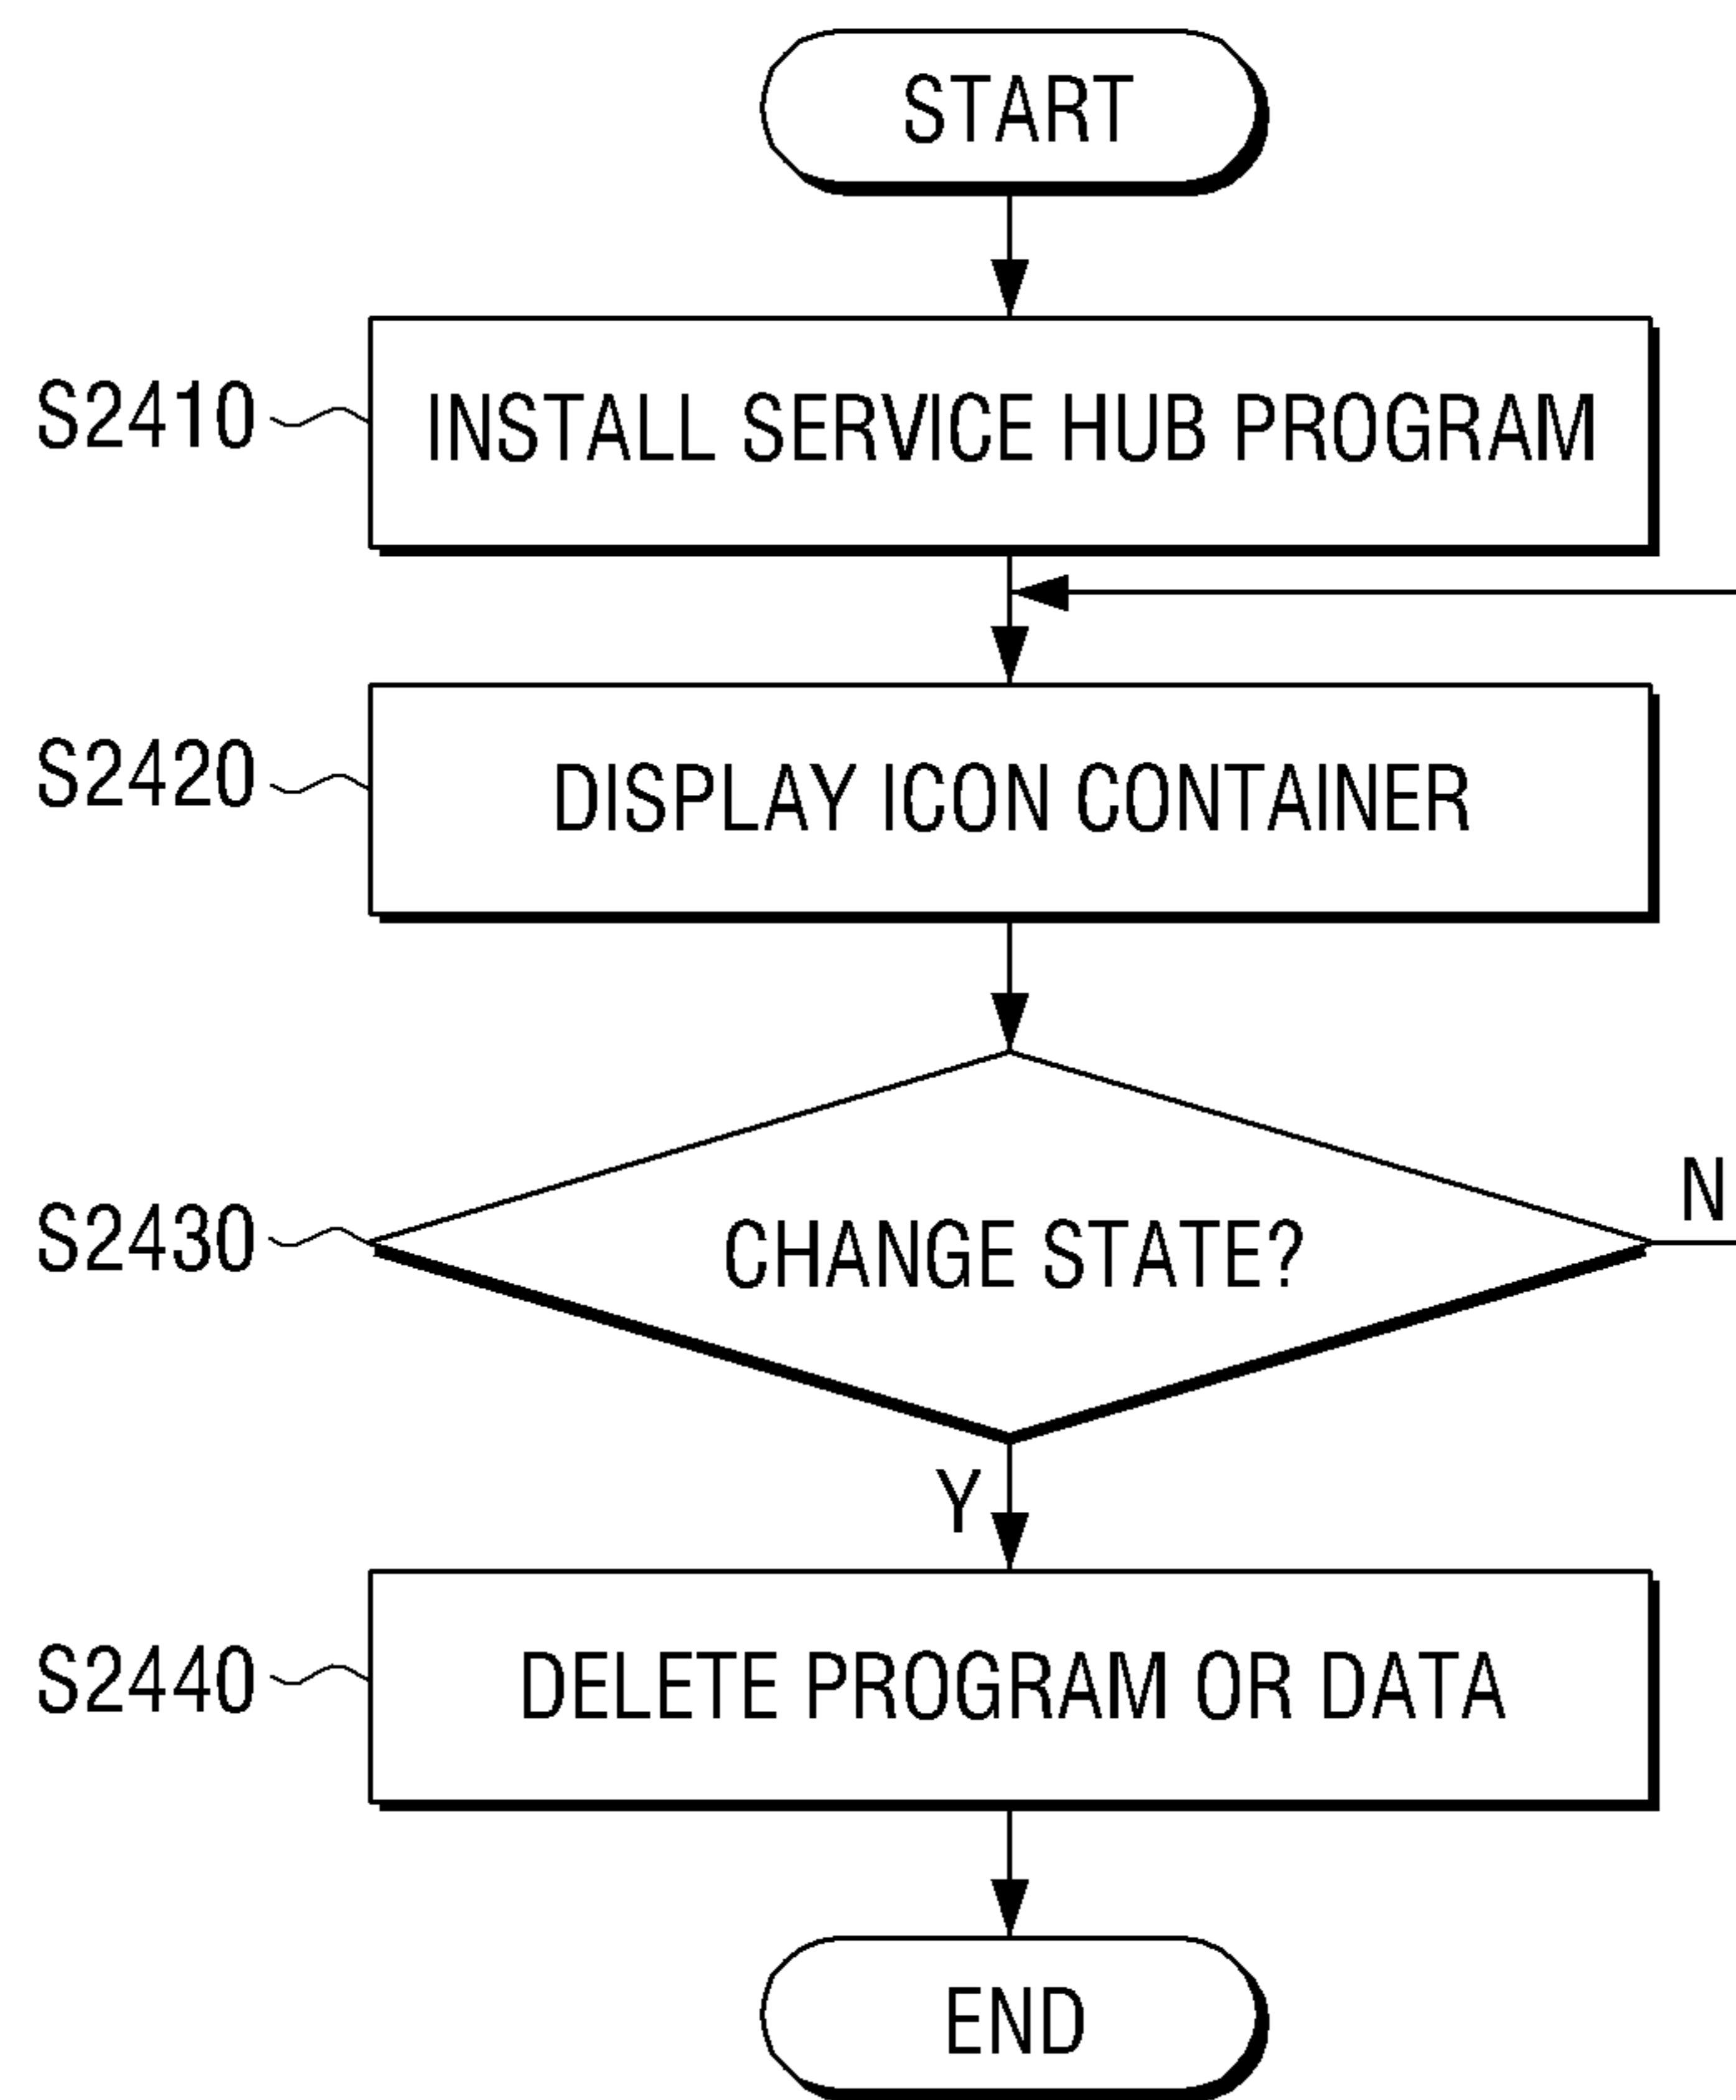 START
S2410
INSTALL SERVICE HUB PROGRAM
S2420
DISPLAY ICON CONTAINER
S2430
CHANGE STATE?
N
Y
S2440
DELETE PROGRAM OR DATA
END